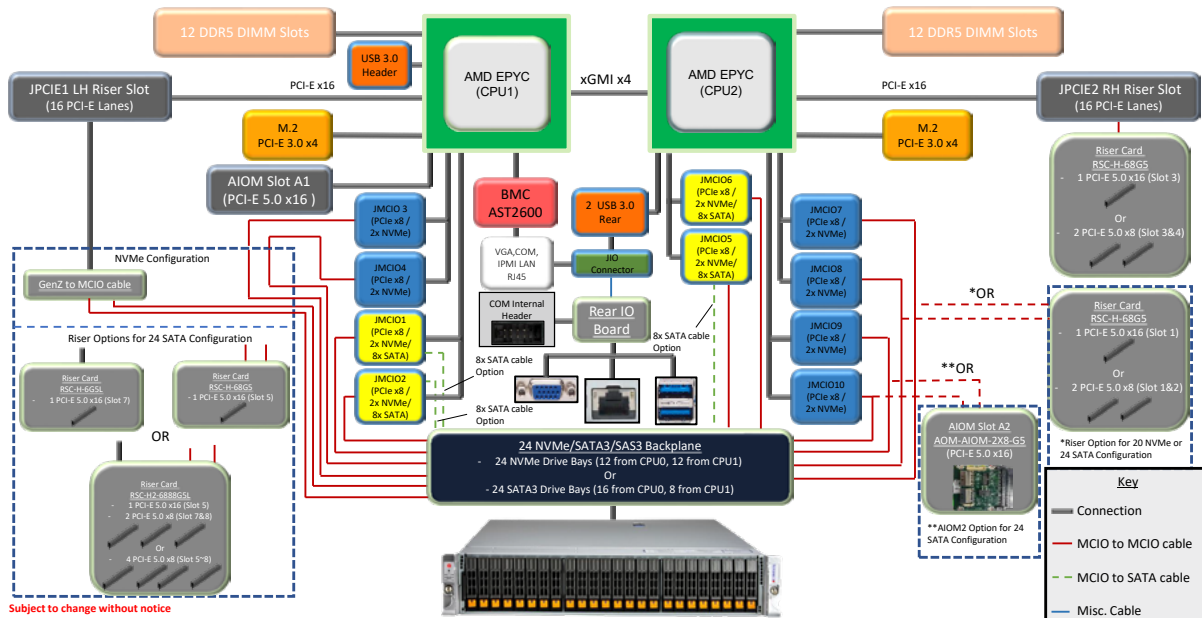 12 DDR5 DIMM Slots
USB 3.0
Header
AMD EPYC
(CPU1)
xGMI x4
AMD EPYC
(CPU2)
12 DDR5 DIMM Slots
JPCIE1 LH Riser Slot
(16 PCI-E Lanes)
PCI-E x16
PCI-E x16
JPCIE2 RH Riser Slot
(16 PCI-E Lanes)
M.2
PCI-E 3.0 x4
M.2
PCI-E 3.0 x4
AIOM Slot A1
(PCI-E 5.0 x16 )
BMC
AST2600
2 USB 3.0
Rear
VGA,COM,
IPMI LAN
RJ45
JIO
Connector
COM Internal
Header
Rear IO
Board
JMCIO 3
(PCIe x8 /
2x NVMe)
JMCIO4
(PCIe x8 /
2x NVMe)
JMCIO1
(PCIe x8 /
2x NVMe/
8x SATA)
JMCIO2
(PCIe x8 /
2x NVMe/
8x SATA)
8x SATA cable
Option
8x SATA cable
Option
JMCIO6
(PCIe x8 /
2x NVMe/
8x SATA)
JMCIO5
(PCIe x8 /
2x NVMe/
8x SATA)
8x SATA cable
Option
JMCIO7
(PCIe x8 /
2x NVMe)
JMCIO8
(PCIe x8 /
2x NVMe)
JMCIO9
(PCIe x8 /
2x NVMe)
JMCIO10
(PCIe x8 /
2x NVMe)
Riser Card
RSC-H-68G5
- 1 PCI-E 5.0 x16 (Slot 3)
Or
- 2 PCI-E 5.0 x8 (Slot 3&4)
*OR
Riser Card
RSC-H-68G5
- 1 PCI-E 5.0 x16 (Slot 1)
Or
- 2 PCI-E 5.0 x8 (Slot 1&2)
*Riser Option for 20 NVMe or
24 SATA Configuration
**OR
AIOM Slot A2
AOM-AIOM-2X8-G5
(PCI-E 5.0 x16)
**AIOM2 Option for 24
SATA Configuration
NVMe Configuration
GenZ to MCIO cable
Riser Options for 24 SATA Configuration
Riser Card
RSC-H-6G5L
- 1 PCI-E 5.0 x16 (Slot 7)
Riser Card
RSC-H-68G5
- 1 PCI-E 5.0 x16 (Slot 5)
OR
Riser Card
RSC-H2-6888G5L
- 1 PCI-E 5.0 x16 (Slot 5)
- 2 PCI-E 5.0 x8 (Slot 7&8)
Or
- 4 PCI-E 5.0 x8 (Slot 5~8)
24 NVMe/SATA3/SAS3 Backplane
- 24 NVMe Drive Bays (12 from CPU0, 12 from CPU1)
Or
- 24 SATA3 Drive Bays (16 from CPU0, 8 from CPU1)
Key
Connection
MCIO to MCIO cable
MCIO to SATA cable
Misc. Cable
Subject to change without notice